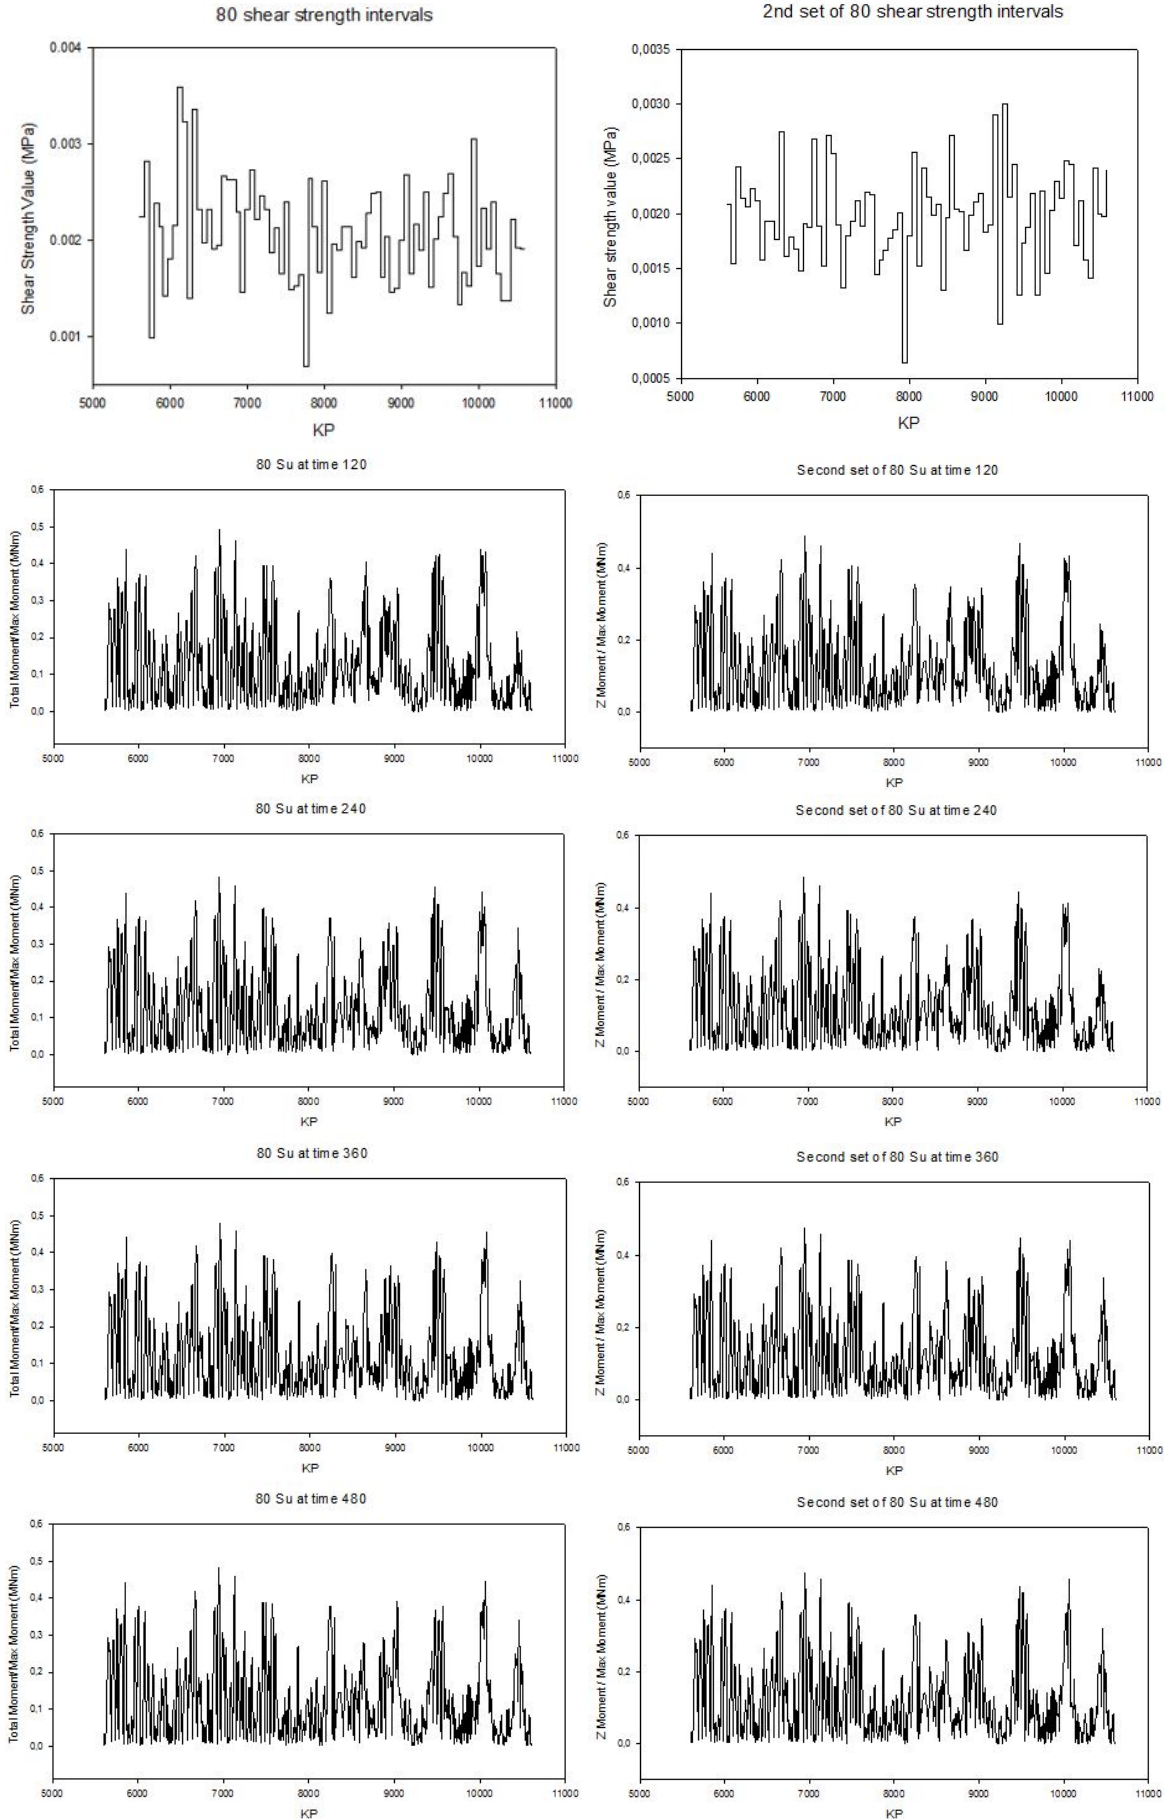 80 shear strength intervals
0.004
0.003
0.002
0.001
Shear Strength Value (MPa)
5000 6000 7000 8000 9000 10000 11000
KP
2nd set of 80 shear strength intervals
0,0035
0,0030
0,0025
0,0020
0,0015
0,0010
0,0005
Shear strength value (MPa)
5000 6000 7000 8000 9000 10000 11000
KP
80 Su at time 120
0,6
0,5
0,4
0,3
0,2
0,1
0,0
Total Moment/Max Moment (MNm)
5000 6000 7000 8000 9000 10000 11000
KP
Second set of 80 Su at time 120
0,6
0,4
0,2
0,0
Z Moment / Max Moment (MNm)
5000 6000 7000 8000 9000 10000 11000
KP
80 Su at time 240
0,6
0,5
0,4
0,3
0,2
0,1
0,0
Total Moment/Max Moment (MNm)
5000 6000 7000 8000 9000 10000 11000
KP
Second set of 80 Su at time 240
0,6
0,4
0,2
0,0
Z Moment / Max Moment (MNm)
5000 6000 7000 8000 9000 10000 11000
KP
80 Su at time 360
0,6
0,5
0,4
0,3
0,2
0,1
0,0
Total Moment/Max Moment (MNm)
5000 6000 7000 8000 9000 10000 11000
KP
Second set of 80 Su at time 360
0,6
0,4
0,2
0,0
Z Moment / Max Moment (MNm)
5000 6000 7000 8000 9000 10000 11000
KP
80 Su at time 480
0,6
0,5
0,4
0,3
0,2
0,1
0,0
Total Moment/Max Moment (MNm)
5000 6000 7000 8000 9000 10000 11000
KP
Second set of 80 Su at time 480
0,6
0,4
0,2
0,0
Z Moment / Max Moment (MNm)
5000 6000 7000 8000 9000 10000 11000
KP